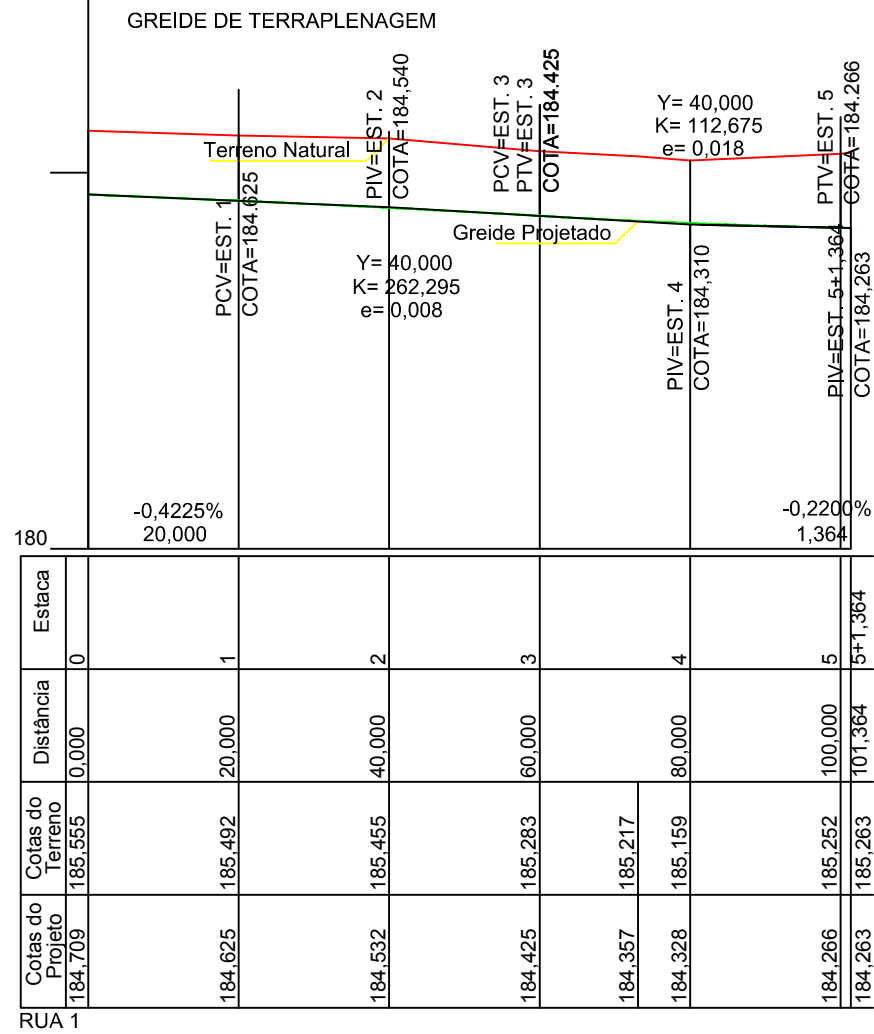 GREIDE DE TERRAPLENAGEM
Terreno Natural
PCV=EST. 1
COTA=184.625
PIV=EST. 2
COTA=184,540
Y= 40,000
K= 262,295
e= 0,008
PCV=EST. 3
PTV=EST. 3
COTA=184.425
Greide Projetado
Y= 40,000
K= 112,675
e= 0,018
PIV=EST. 4
COTA=184,310
PTV=EST. 5
COTA=184.266
PIV=EST. 5+1,364
COTA=184,263
-0,4225%
20,000
-0,2200%
1,364
180
Estaca 0 1 2 3 4 5 5+1,364
Distância 0,000 20,000 40,000 60,000 80,000 100,000 101,364
Cotas do
Terreno
185,555 185,492 185,455 185,283 185,217 185,159 185,252 185,263
Cotas do
Projeto
184,709 184,625 184,532 184,425 184,357 184,328 184,266 184,263
RUA 1